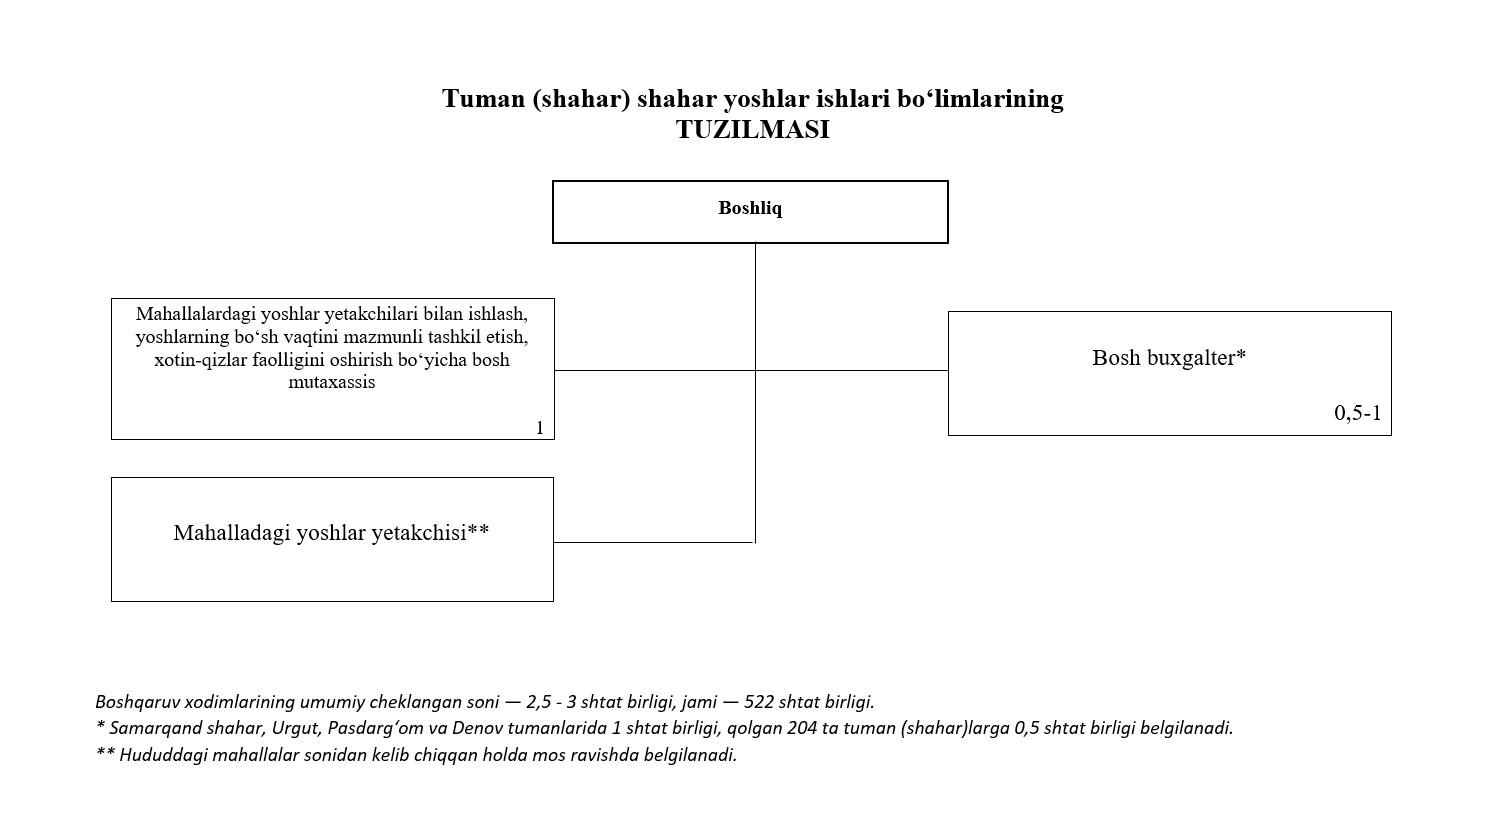 Tuman (shahar) shahar yoshlar ishlari bo‘limlarining
TUZILMASI
Boshliq
Mahallalardagi yoshlar yetakchilari bilan ishlash,
yoshlarning bo‘sh vaqtini mazmunli tashkil etish,
xotin-qizlar faolligini oshirish bo‘yicha bosh
mutaxassis
1
Bosh buxgalter*
0,5-1
Mahalladagi yoshlar yetakchisi**
Boshqaruv xodimlarining umumiy cheklangan soni — 2,5 - 3 shtat birligi, jami — 522 shtat birligi.
* Samarqand shahar, Urgut, Pasdarg‘om va Denov tumanlarida 1 shtat birligi, qolgan 204 ta tuman (shahar)larga 0,5 shtat birligi belgilanadi.
** Hududdagi mahallalar sonidan kelib chiqqan holda mos ravishda belgilanadi.